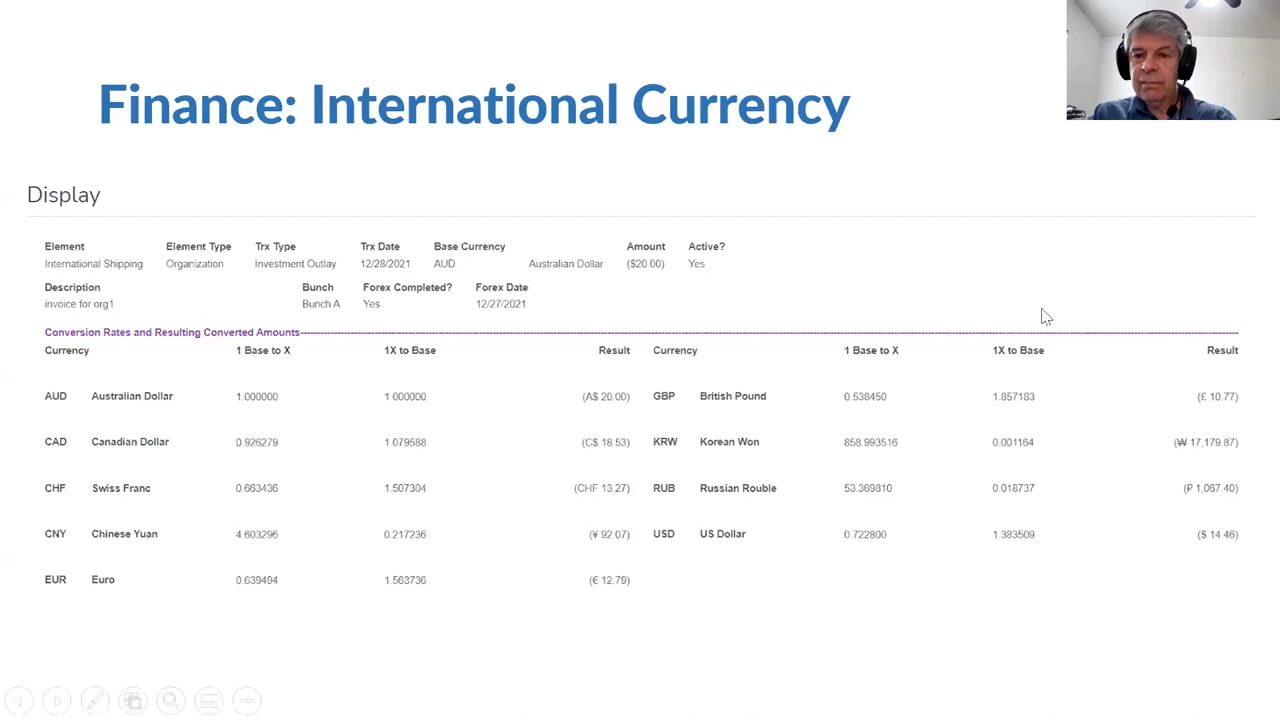 Finance: International Currency
Display
Element Element Type Trx Type Trx Date Base Currency Amount Active?
International Shipping Organization Investment Outlay 12/28/2021 AUD Australian Dollar ($20.00) Yes
Description Bunch Forex Completed? Forex Date
invoice for org1 Bunch A Yes 12/27/2021
Conversion Rates and Resulting Converted Amounts
Currency 1 Base to X 1X to Base Result Currency 1 Base to X 1X to Base Result
AUD Australian Dollar 1.000000 1.000000 (A$ 20.00) GBP British Pound 0.538450 1.857183 (£ 10.77)
CAD Canadian Dollar 0.926279 1.079588 (C$ 18.53) KRW Korean Won 858.993516 0.001164 (₩ 17,179.87)
CHF Swiss Franc 0.663436 1.507304 (CHF 13.27) RUB Russian Rouble 53.369810 0.018737 (₽ 1,067.40)
CNY Chinese Yuan 4.603296 0.217236 (¥ 92.07) USD US Dollar 0.722800 1.383509 ($ 14.46)
EUR Euro 0.639494 1.563736 (€ 12.79)